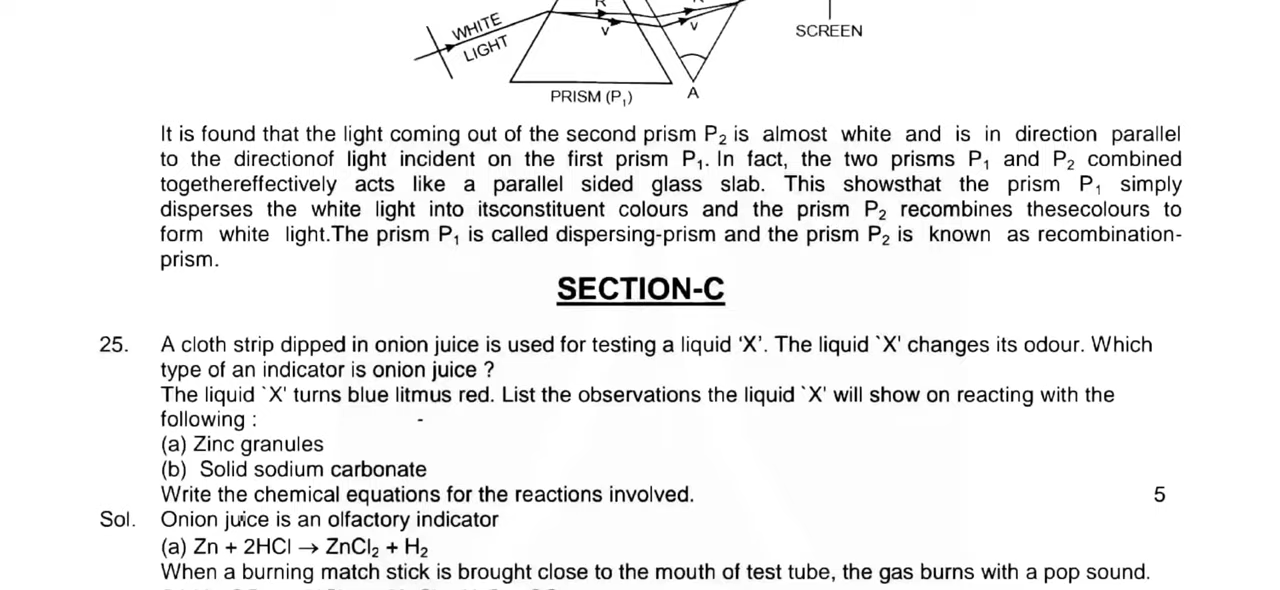 R
WHITE
LIGHT
V
V
SCREEN
PRISM (P₁)
A
It is found that the light coming out of the second prism P₂ is almost white and is in direction parallel
to the directionof light incident on the first prism P₁. In fact, the two prisms P₁ and P₂ combined
togethereffectively acts like a parallel sided glass slab. This showsthat the prism P₁ simply
disperses the white light into itsconstituent colours and the prism P₂ recombines thesecolours to
form white light.The prism P₁ is called dispersing-prism and the prism P₂ is known as recombination-
prism.
SECTION-C
25. A cloth strip dipped in onion juice is used for testing a liquid ‘X’. The liquid `X' changes its odour. Which
type of an indicator is onion juice ?
The liquid `X' turns blue litmus red. List the observations the liquid `X' will show on reacting with the
following :
(a) Zinc granules
(b) Solid sodium carbonate
Write the chemical equations for the reactions involved. 5
Sol. Onion juice is an olfactory indicator
(a) Zn + 2HCl → ZnCl₂ + H₂
When a burning match stick is brought close to the mouth of test tube, the gas burns with a pop sound.